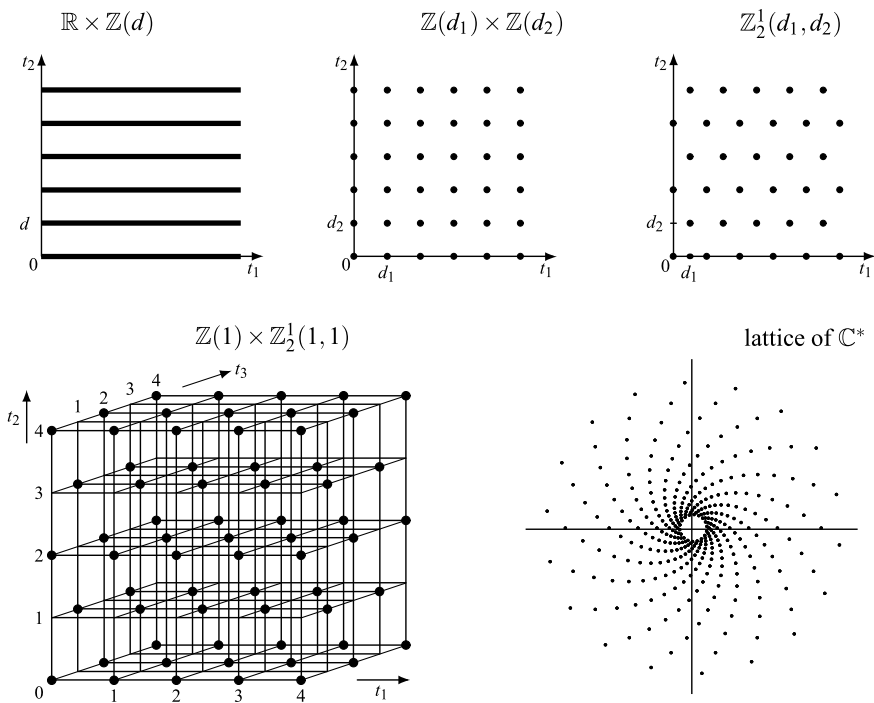 ℝ × ℤ(d)
ℤ(d₁) × ℤ(d₂)
ℤ₂¹(d₁, d₂)
t₂
t₂
t₂
d
d₂
d₂
0
t₁
0
d₁
t₁
0
d₁
t₁
ℤ(1) × ℤ₂¹(1, 1)
lattice of ℂ*
t₃
4
3
2
1
t₂
4
3
2
1
0
1
2
3
4
t₁